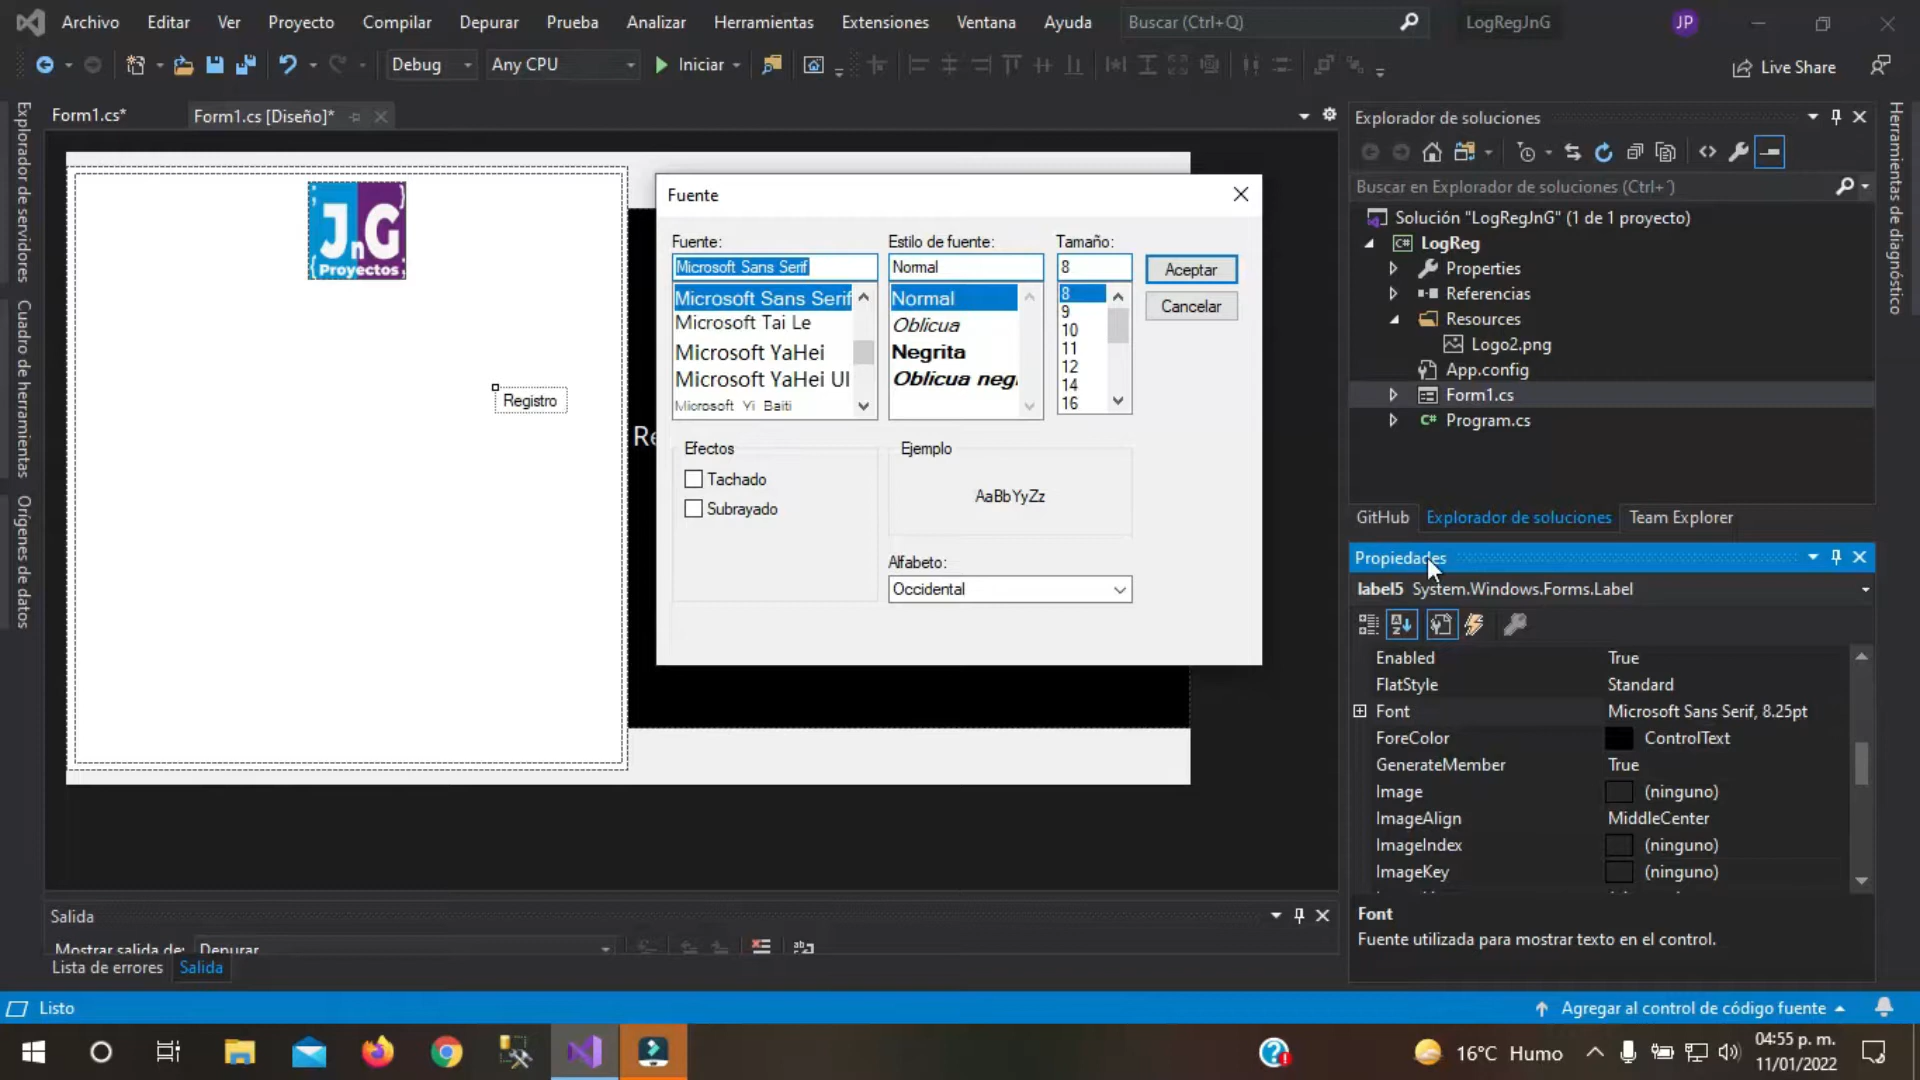 Archivo Editar Ver Proyecto Compilar Depurar Prueba Analizar Herramientas Extensiones Ventana Ayuda Buscar (Ctrl+Q) LogRegJnG JP
Debug Any CPU Iniciar Live Share
Form1.cs* Form1.cs [Diseño]*
Explorador de servidores
Cuadro de herramientas
Orígenes de datos
JnG
Proyectos
Registro
Re
Fuente
Fuente: Estilo de fuente: Tamaño:
Microsoft Sans Serif Normal 8 Aceptar
Microsoft Sans Serif Normal 8
Cancelar
Microsoft Tai Le Oblicua 9
10
Microsoft YaHei Negrita 11
12
Microsoft YaHei UI Oblicua negi 14
Microsoft Yi Baiti 16
Efectos Ejemplo
Tachado
AaBbYyZz
Subrayado
Alfabeto:
Occidental
Explorador de soluciones
Buscar en Explorador de soluciones (Ctrl+¨)
Solución "LogRegJnG" (1 de 1 proyecto)
LogReg
Properties
Referencias
Resources
Logo2.png
App.config
Form1.cs
Program.cs
GitHub Explorador de soluciones Team Explorer
Herramientas de diagnóstico
Propiedades
label5 System.Windows.Forms.Label
Enabled True
FlatStyle Standard
Font Microsoft Sans Serif, 8.25pt
ForeColor ControlText
GenerateMember True
Image (ninguno)
ImageAlign MiddleCenter
ImageIndex (ninguno)
ImageKey (ninguno)
Font
Fuente utilizada para mostrar texto en el control.
Salida
Mostrar salida de: Depurar
Lista de errores Salida
Listo Agregar al control de código fuente
16°C Humo 04:55 p. m.
11/01/2022